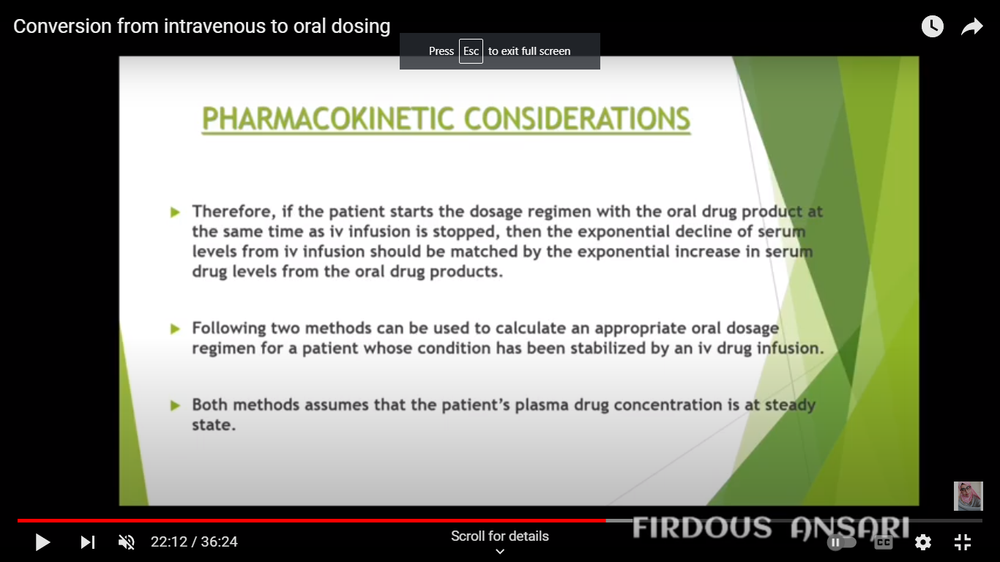 Conversion from intravenous to oral dosing
Press Esc to exit full screen
PHARMACOKINETIC CONSIDERATIONS
Therefore, if the patient starts the dosage regimen with the oral drug product at
the same time as iv infusion is stopped, then the exponential decline of serum
levels from iv infusion should be matched by the exponential increase in serum
drug levels from the oral drug products.
Following two methods can be used to calculate an appropriate oral dosage
regimen for a patient whose condition has been stabilized by an iv drug infusion.
Both methods assumes that the patient's plasma drug concentration is at steady
state.
FIRDOUS ANSARI
22:12 / 36:24
Scroll for details
CC